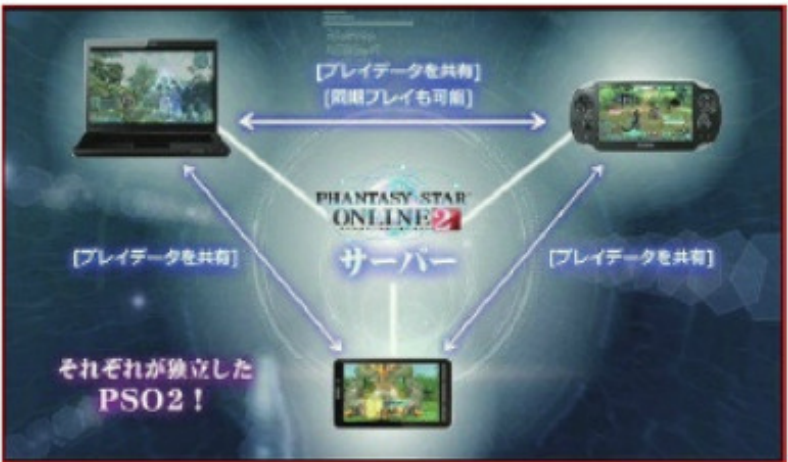 [プレイデータを共有]
[同期プレイも可能]
PHANTASY STAR
ONLINE 2
サーバー
[プレイデータを共有]
[プレイデータを共有]
それぞれが独立した
PSO2！